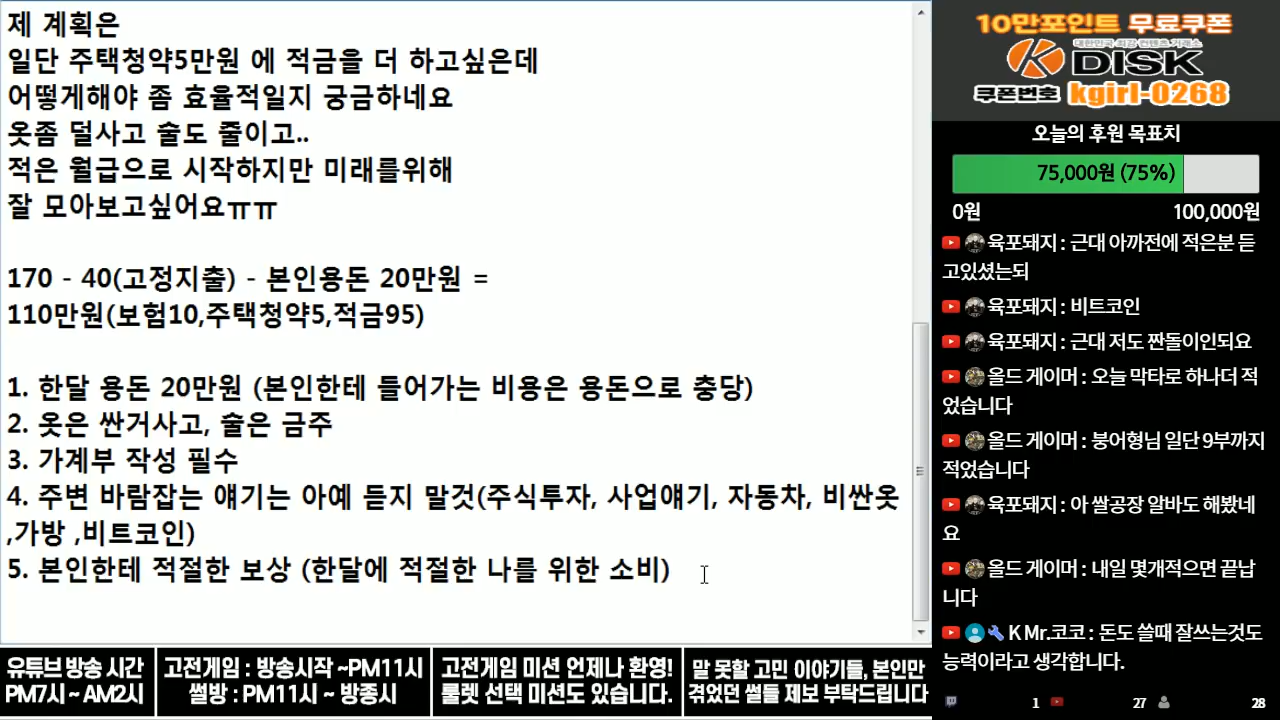 제 계획은
일단 주택청약5만원 에 적금을 더 하고싶은데
어떻게해야 좀 효율적일지 궁금하네요
옷좀 덜사고 술도 줄이고..
적은 월급으로 시작하지만 미래를위해
잘 모아보고싶어요ㅠㅠ
170 - 40(고정지출) - 본인용돈 20만원 =
110만원(보험10,주택청약5,적금95)
1. 한달 용돈 20만원 (본인한테 들어가는 비용은 용돈으로 충당)
2. 옷은 싼거사고, 술은 금주
3. 가계부 작성 필수
4. 주변 바람잡는 얘기는 아예 듣지 말것(주식투자, 사업얘기, 자동차, 비싼옷
,가방 ,비트코인)
5. 본인한테 적절한 보상 (한달에 적절한 나를 위한 소비)
10만포인트 무료쿠폰
대한민국 최강 컨텐츠 거래소
K DISK
쿠폰번호 kgirl-0268
오늘의 후원 목표치
75,000원 (75%)
0원 100,000원
육포돼지 : 근대 아까전에 적은분 듣
고있셨는되
육포돼지 : 비트코인
육포돼지 : 근대 저도 짠돌이인되요
올드 게이머 : 오늘 막타로 하나더 적
었습니다
올드 게이머 : 붕어형님 일단 9부까지
적었습니다
육포돼지 : 아 쌀공장 알바도 해봤네
요
올드 게이머 : 내일 몇개적으면 끝납
니다
K Mr.코코 : 돈도 쓸때 잘쓰는것도
능력이라고 생각합니다.
1 27 28
유튜브 방송 시간
PM7시 ~ AM2시
고전게임 : 방송시작 ~PM11시
썰방 : PM11시 ~ 방종시
고전게임 미션 언제나 환영!
룰렛 선택 미션도 있습니다.
말 못할 고민 이야기들, 본인만
겪었던 썰들 제보 부탁드립니다